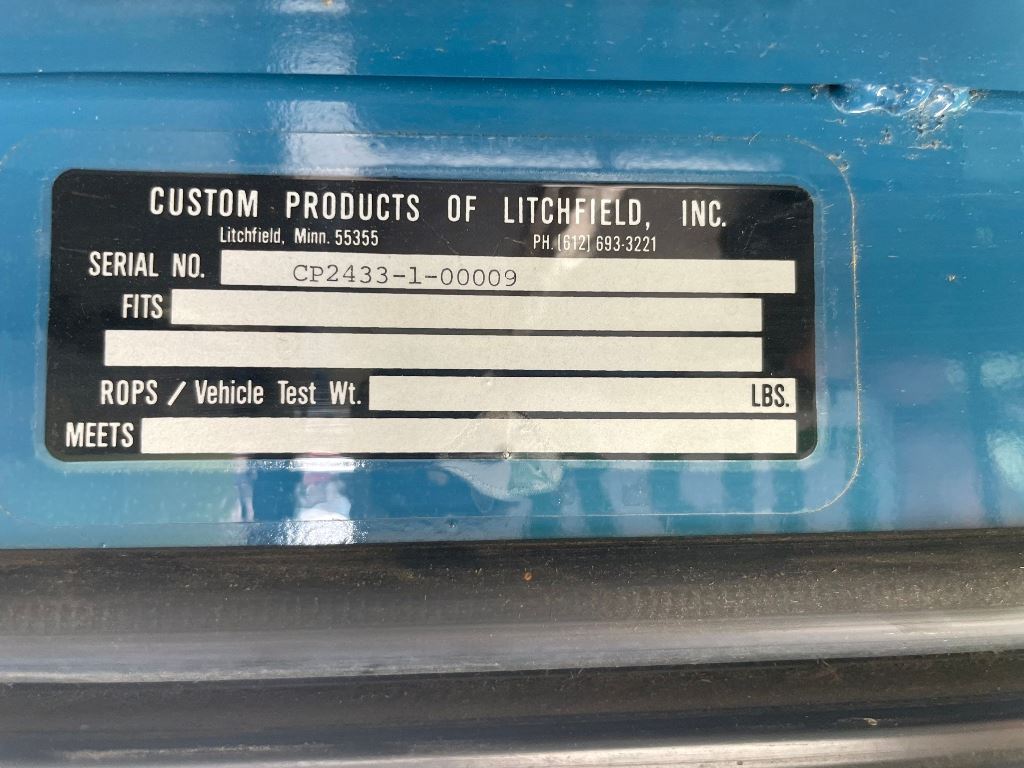 CUSTOM PRODUCTS OF LITCHFIELD, INC.
Litchfield, Minn. 55355 PH. (612) 693-3221
SERIAL NO. CP2433-1-00009
FITS
ROPS / Vehicle Test Wt. LBS.
MEETS